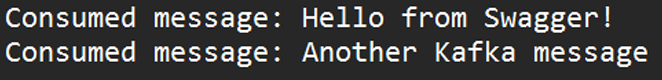 Consumed message: Hello from Swagger!
Consumed message: Another Kafka message